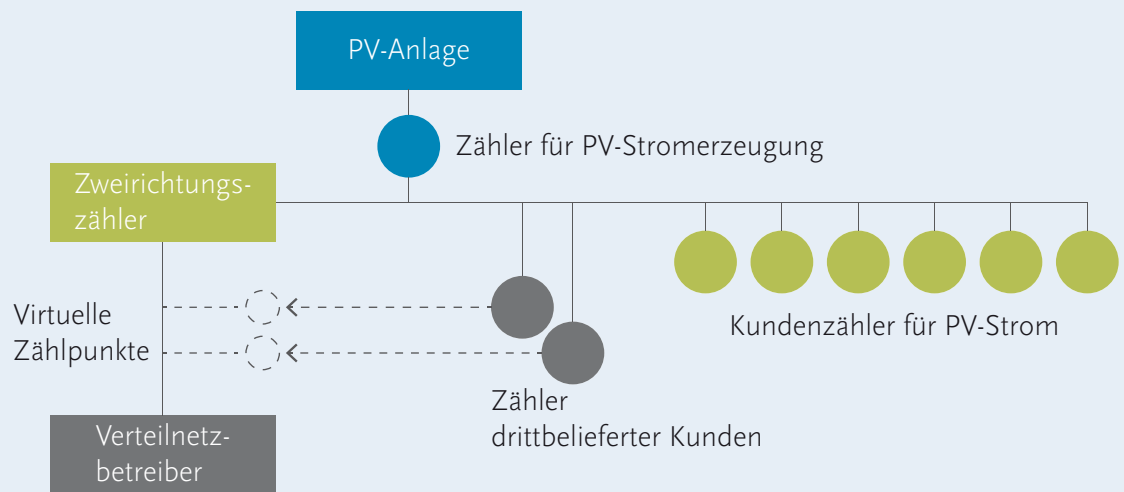 PV-Anlage
Zähler für PV-Stromerzeugung
Zweirichtungs-
zähler
Virtuelle
Zählpunkte
Kundenzähler für PV-Strom
Zähler
drittbelieferter Kunden
Verteilnetz-
betreiber